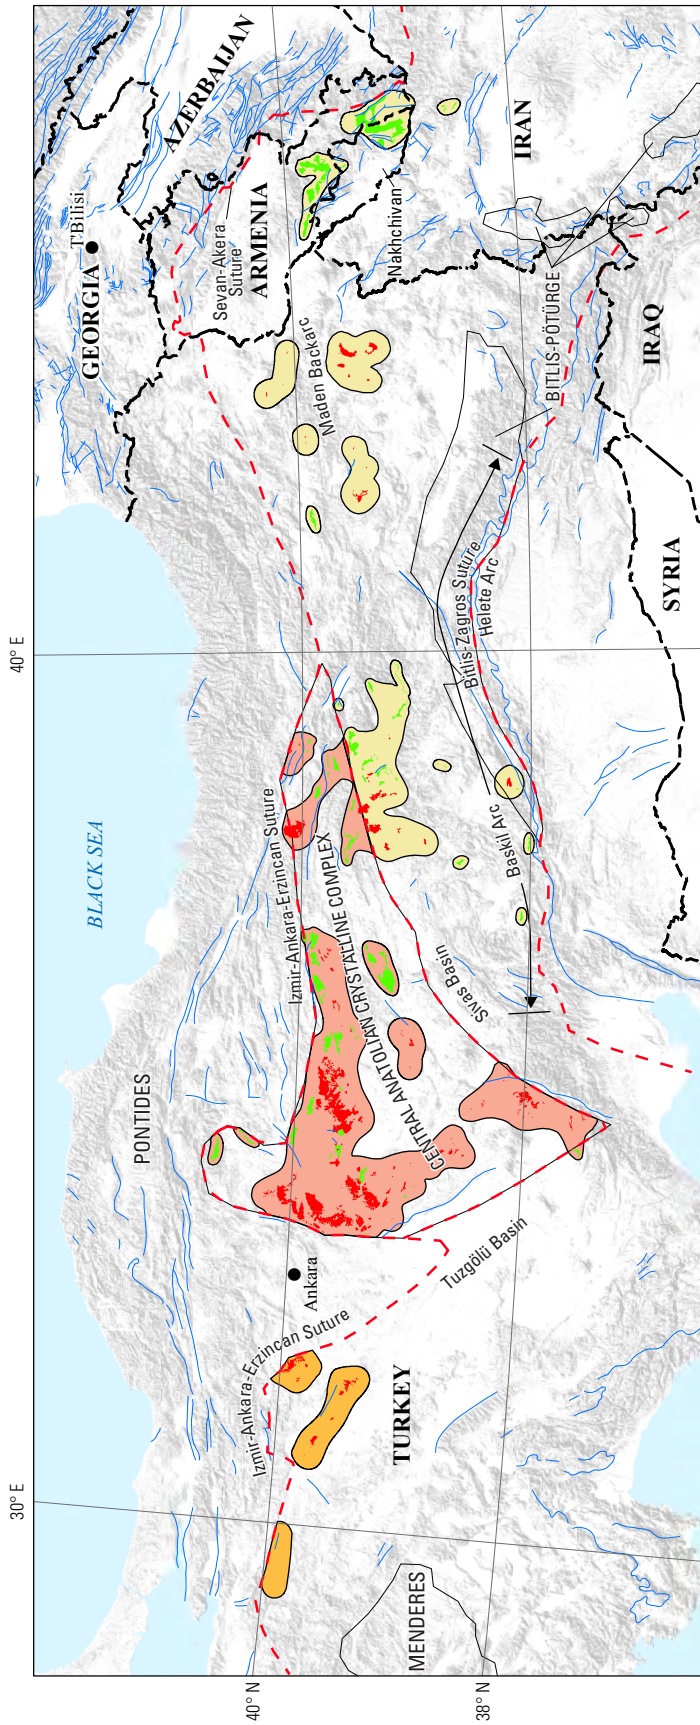 BLACK SEA
PONTIDES
GEORGIA
T'Bilisi
AZERBAIJAN
Sevan-Akera
Suture
ARMENIA
Nakhchivan
IRAN
IRAQ
SYRIA
TURKEY
Ankara
MENDERES
Izmir-Ankara-Erzincan Suture
Izmir-Ankara-Erzincan Suture
CENTRAL ANATOLIAN CRYSTALLINE COMPLEX
Tuzgölü Basin
Sivas Basin
Baskil Arc
Bitlis-Zagros Suture
Helete Arc
Maden Backarc
BITLIS-PÖTÜRGE
30° E
40° E
40° N
38° N